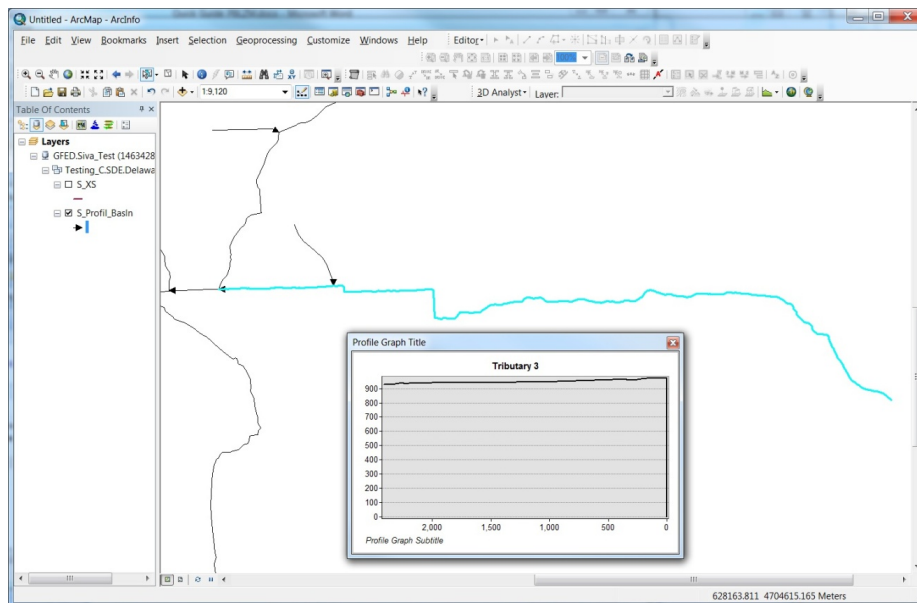 Untitled - ArcMap - ArcInfo
File Edit View Bookmarks Insert Selection Geoprocessing Customize Windows Help
Editor
1:9,120
3D Analyst
Layer:
Table Of Contents
Layers
GFED.Siva_Test (1463428
Testing_C.SDE.Delawa
S_XS
S_Profil_BasIn
Profile Graph Title
Tributary 3
900
800
700
600
500
400
300
200
100
0
2,000 1,500 1,000 500 0
Profile Graph Subtitle
628163.811 4704615.165 Meters